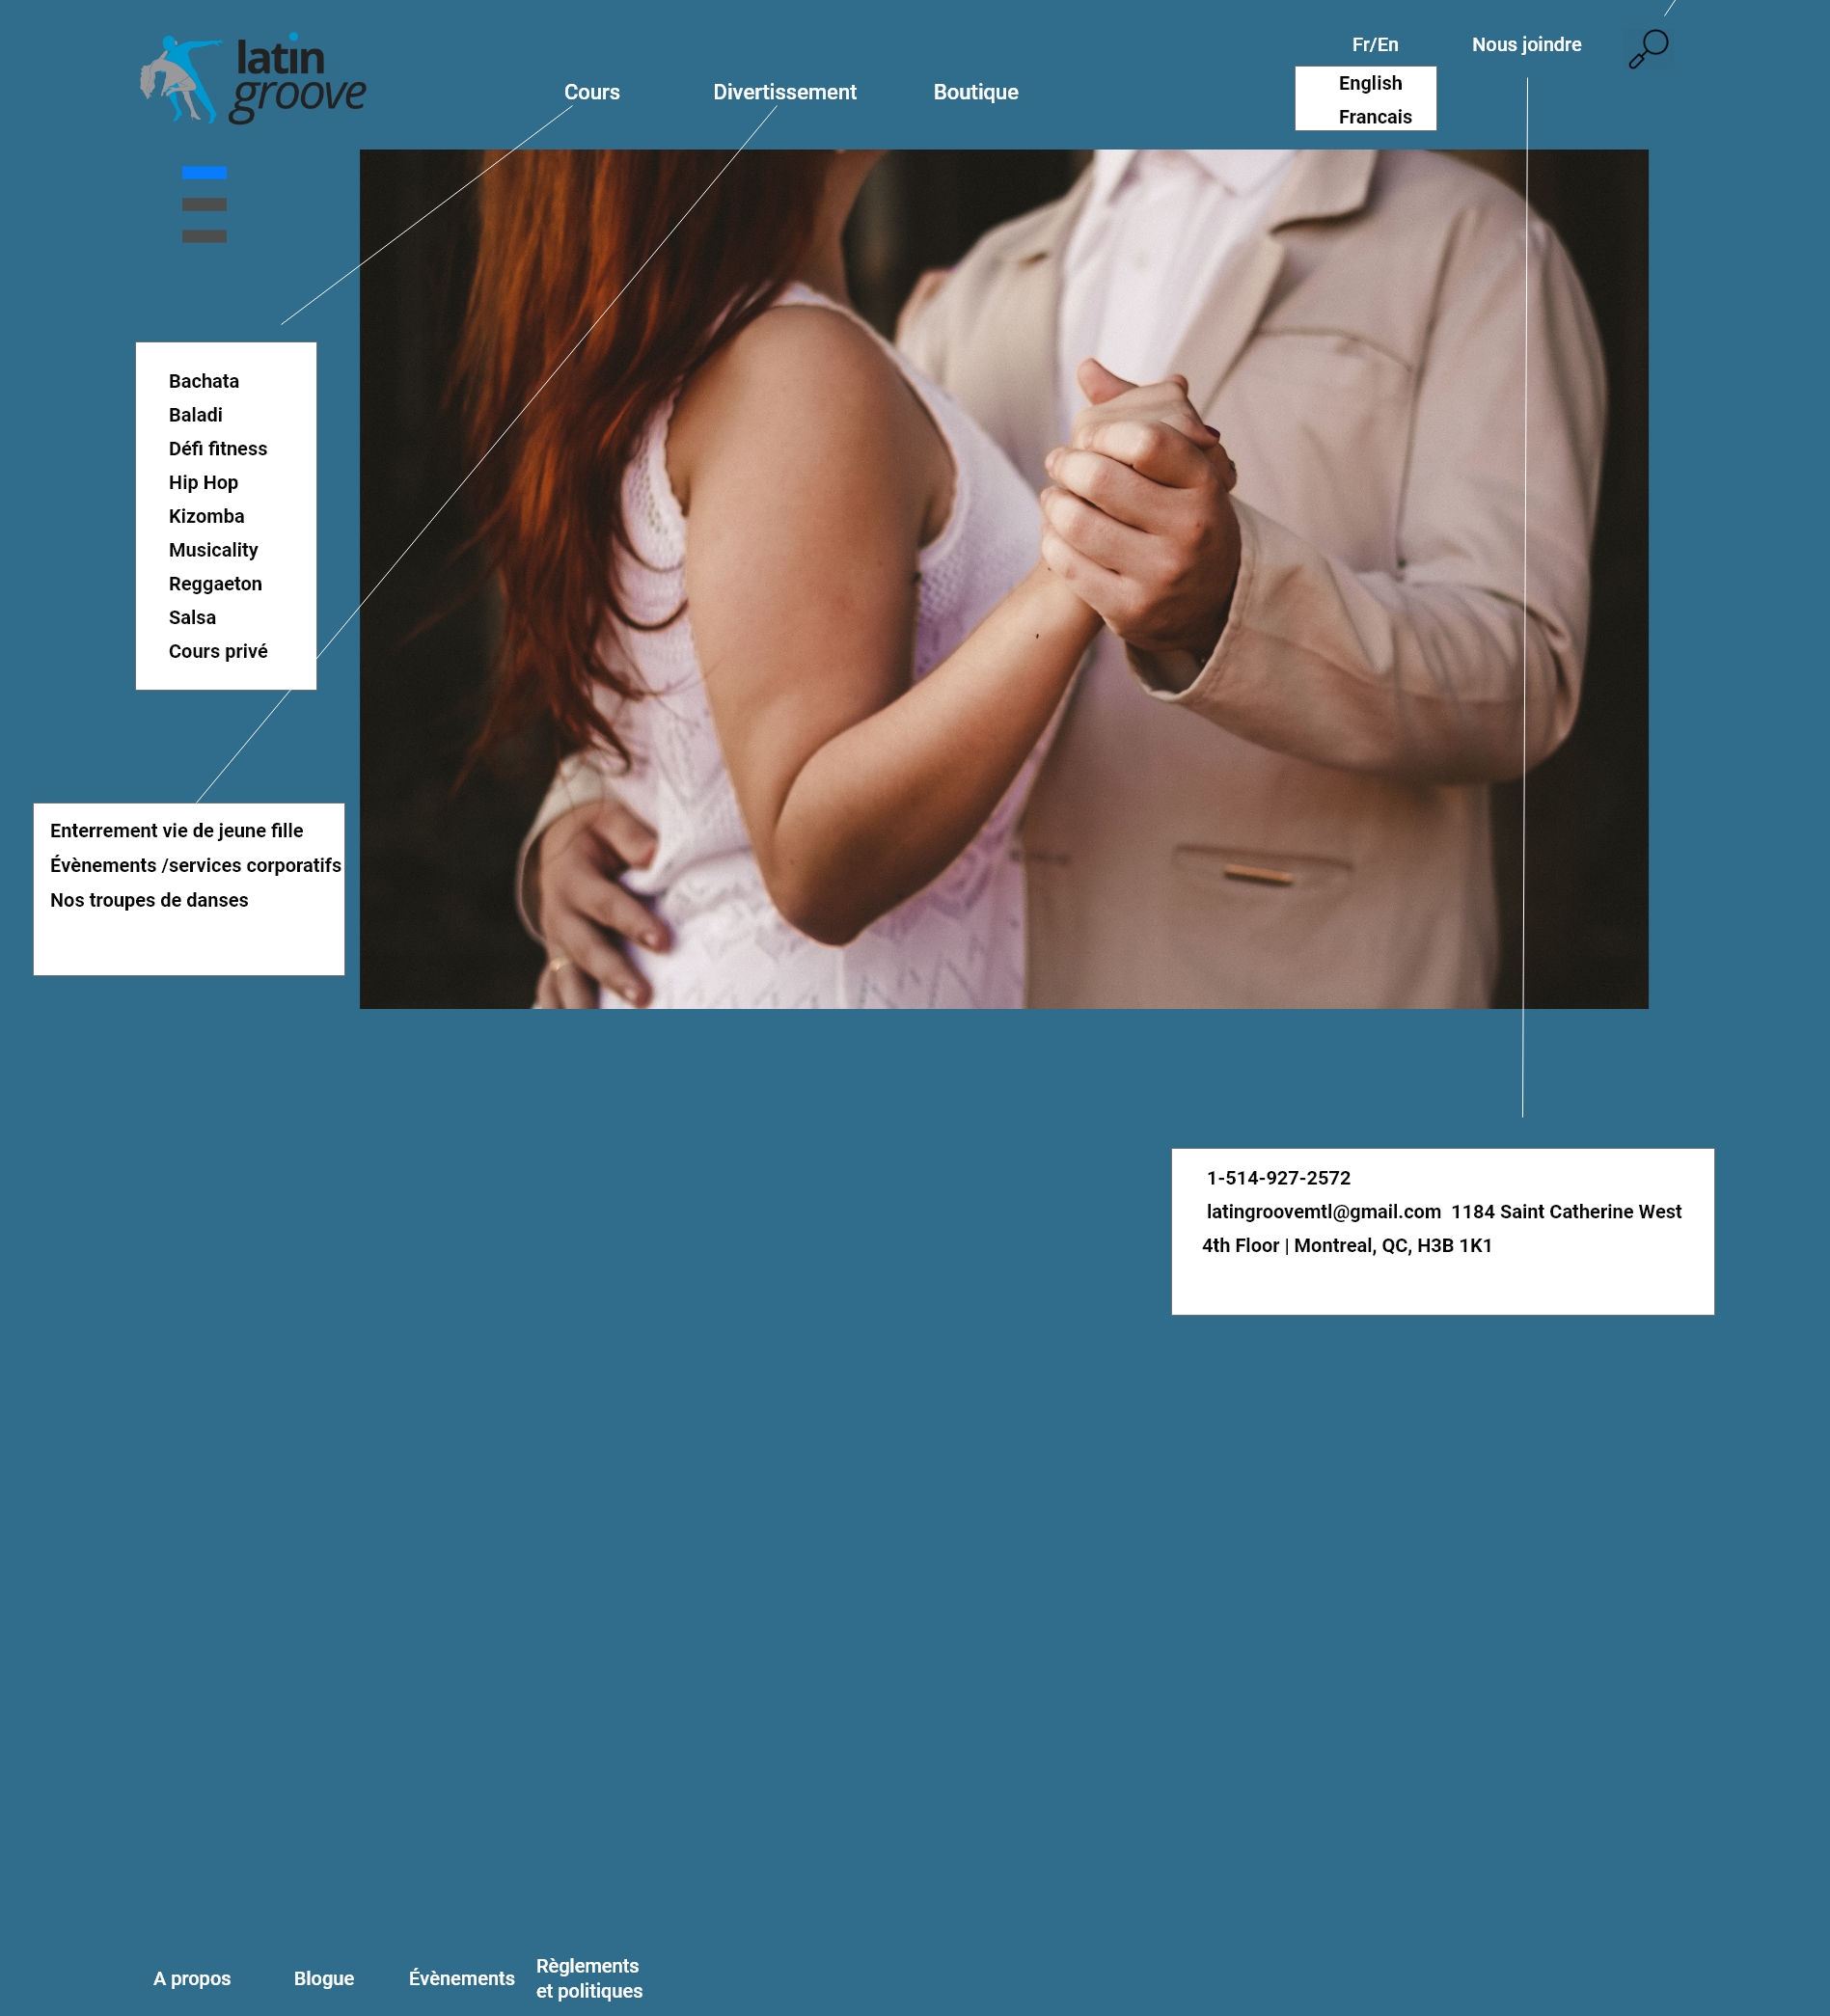 latin
groove
Cours
Divertissement
Boutique
Fr/En
Nous joindre
English
Francais
Bachata
Baladi
Défi fitness
Hip Hop
Kizomba
Musicality
Reggaeton
Salsa
Cours privé
Enterrement vie de jeune fille
Évènements /services corporatifs
Nos troupes de danses
1-514-927-2572
latingroovemtl@gmail.com 1184 Saint Catherine West
4th Floor | Montreal, QC, H3B 1K1
A propos
Blogue
Évènements
Règlements
et politiques